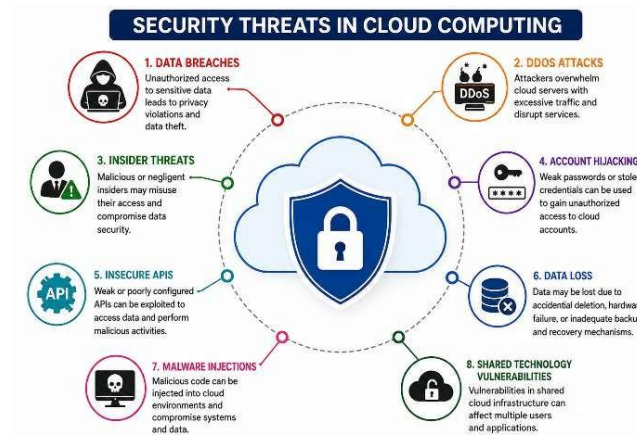 SECURITY THREATS IN CLOUD COMPUTING
1. DATA BREACHES
Unauthorized access
to sensitive data
leads to privacy
violations and
data theft.
2. DDOS ATTACKS
Attackers overwhelm
cloud servers with
excessive traffic and
disrupt services.
DDoS
3. INSIDER THREATS
Malicious or negligent
insiders may misuse
their access and
compromise data
security.
4. ACCOUNT HIJACKING
Weak passwords or stole
credentials can be used
to gain unauthorized
access to cloud
accounts.
****
5. INSECURE APIS
Weak or poorly configured
APIs can be exploited to
access data and perform
malicious activities.
API
6. DATA LOSS
Data may be lost due to
accidental deletion, hardwa
failure, or inadequate backu
and recovery mechanisms.
7. MALWARE INJECTIONS
Malicious code can be
injected into cloud
environments and
compromise systems
and data.
8. SHARED TECHNOLOGY
VULNERABILITIES
Vulnerabilities in shared
cloud infrastructure can
affect multiple users
and applications.